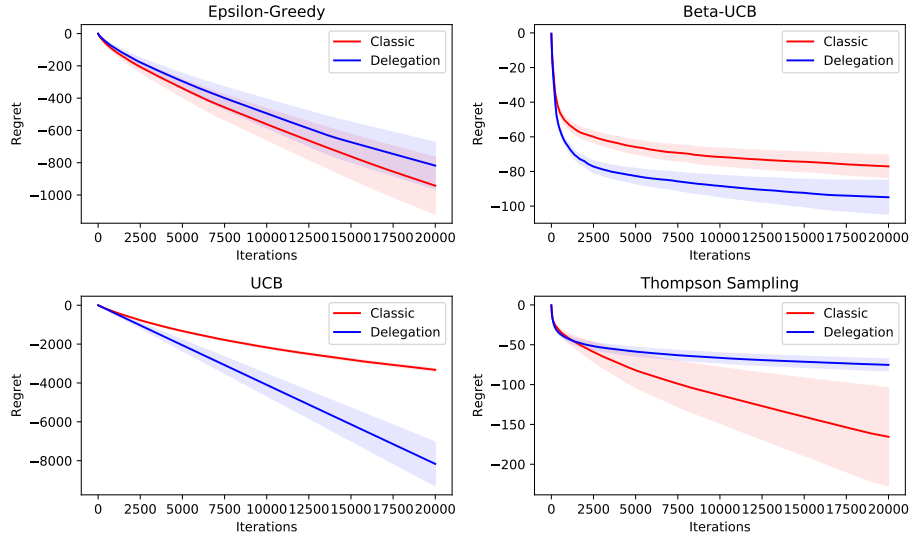 Epsilon-Greedy
0
−200
−400
−600
−800
−1000
Regret
Classic
Delegation
0 2500 5000 7500 10000 12500 15000 17500 20000
Iterations
Beta-UCB
0
−20
−40
−60
−80
−100
Regret
Classic
Delegation
0 2500 5000 7500 10000 12500 15000 17500 20000
Iterations
UCB
0
−2000
−4000
−6000
−8000
Regret
Classic
Delegation
0 2500 5000 7500 10000 12500 15000 17500 20000
Iterations
Thompson Sampling
0
−50
−100
−150
−200
Regret
Classic
Delegation
0 2500 5000 7500 10000 12500 15000 17500 20000
Iterations